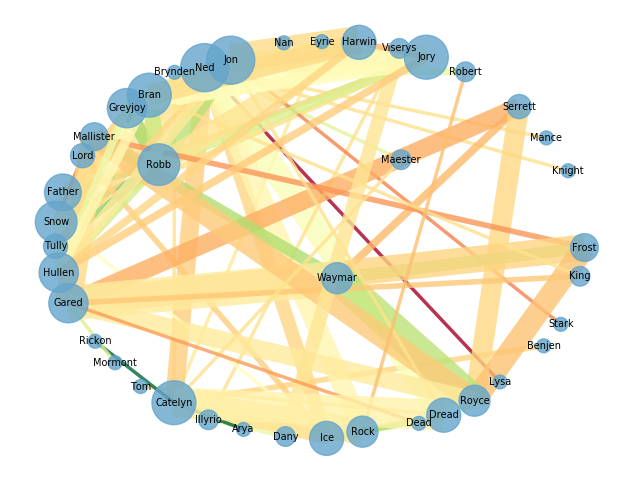 Nan
Eyrie
Harwin
Viserys
Jory
Jon
Ned
Brynden
Robert
Bran
Greyjoy
Serrett
Mance
Mallister
Lord
Robb
Maester
Knight
Father
Snow
Tully
Frost
Hullen
Waymar
King
Gared
Stark
Rickon
Benjen
Mormont
Lysa
Tom
Catelyn
Royce
Dread
Illyrio
Dead
Arya
Rock
Dany
Ice